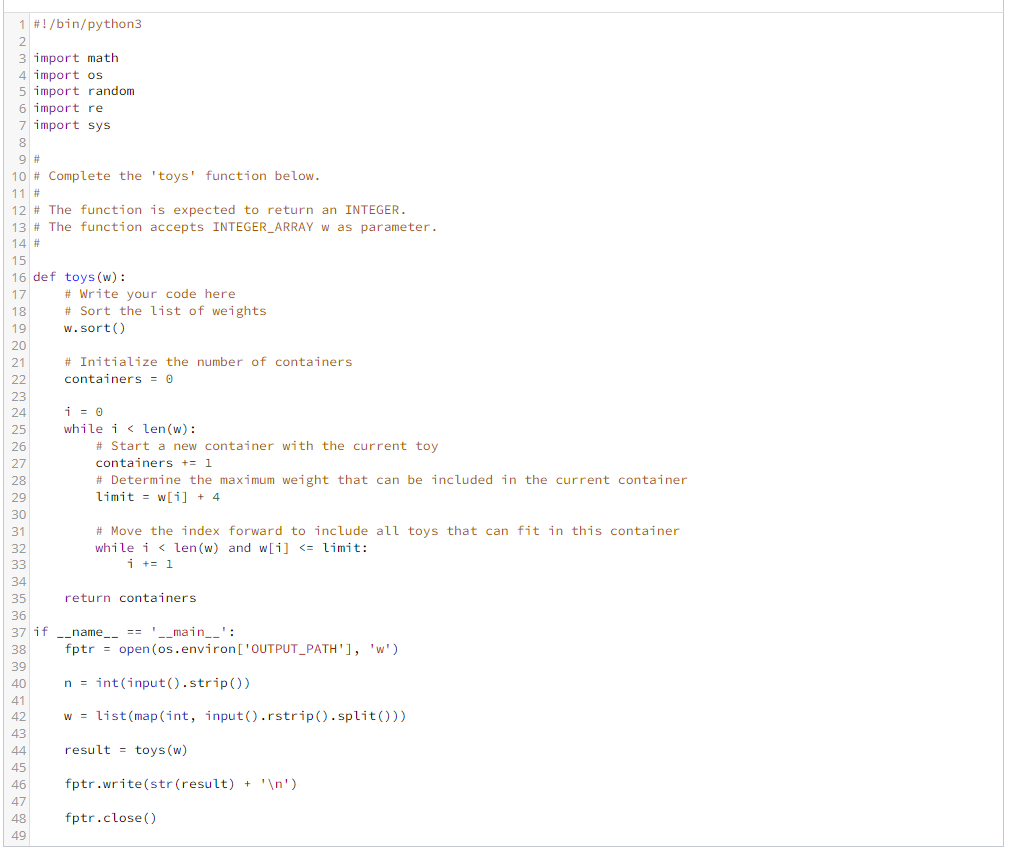 1 #!/bin/python3
2
3 import math
4 import os
5 import random
6 import re
7 import sys
8
9 #
10 # Complete the 'toys' function below.
11 #
12 # The function is expected to return an INTEGER.
13 # The function accepts INTEGER_ARRAY w as parameter.
14 #
15
16 def toys(w):
17     # Write your code here
18     # Sort the list of weights
19     w.sort()
20
21     # Initialize the number of containers
22     containers = 0
23
24     i = 0
25     while i < len(w):
26         # Start a new container with the current toy
27         containers += 1
28         # Determine the maximum weight that can be included in the current container
29         limit = w[i] + 4
30
31         # Move the index forward to include all toys that can fit in this container
32         while i < len(w) and w[i] <= limit:
33             i += 1
34
35     return containers
36
37 if __name__ == '__main__':
38     fptr = open(os.environ['OUTPUT_PATH'], 'w')
39
40     n = int(input().strip())
41
42     w = list(map(int, input().rstrip().split()))
43
44     result = toys(w)
45
46     fptr.write(str(result) + '\n')
47
48     fptr.close()
49